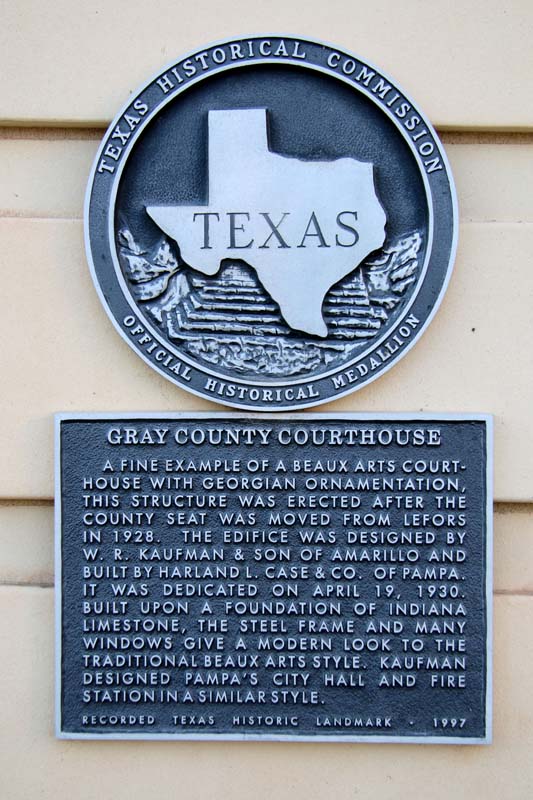 TEXAS HISTORICAL COMMISSION
TEXAS
OFFICIAL HISTORICAL MEDALLION
GRAY COUNTY COURTHOUSE
A FINE EXAMPLE OF A BEAUX ARTS COURT-
HOUSE WITH GEORGIAN ORNAMENTATION,
THIS STRUCTURE WAS ERECTED AFTER THE
COUNTY SEAT WAS MOVED FROM LEFORS
IN 1928. THE EDIFICE WAS DESIGNED BY
W. R. KAUFMAN & SON OF AMARILLO AND
BUILT BY HARLAND L. CASE & CO. OF PAMPA.
IT WAS DEDICATED ON APRIL 19, 1930.
BUILT UPON A FOUNDATION OF INDIANA
LIMESTONE, THE STEEL FRAME AND MANY
WINDOWS GIVE A MODERN LOOK TO THE
TRADITIONAL BEAUX ARTS STYLE. KAUFMAN
DESIGNED PAMPA'S CITY HALL AND FIRE
STATION IN A SIMILAR STYLE.
RECORDED TEXAS HISTORIC LANDMARK · 1997